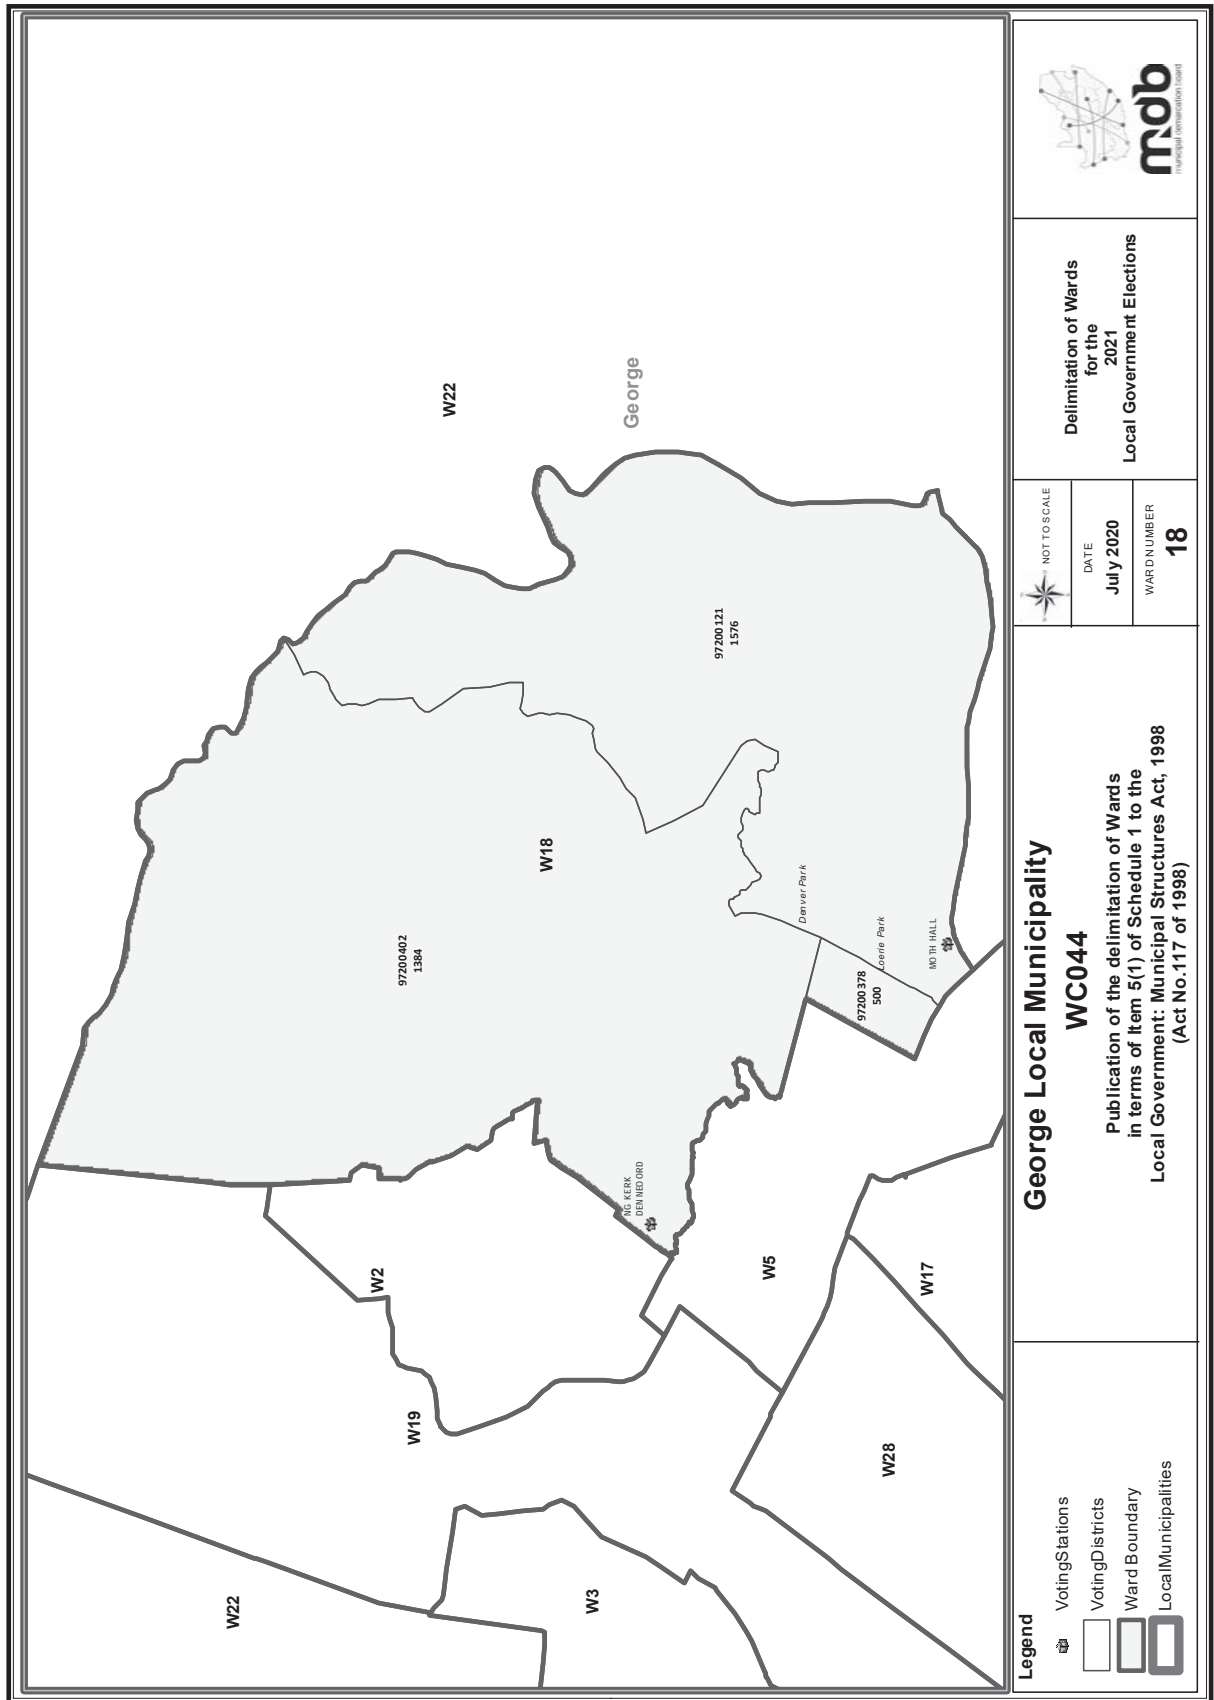 W22
W19
W3
W28
W2
W5
W17
W18
W22
George
97200402
1384
97200121
1576
97200378
500
Denver Park
Loerie Park
MOTH HALL
NG KERK
DENNEOORD
Legend
VotingStations
VotingDistricts
Ward Boundary
LocalMunicipalities
George Local Municipality
WC044
Publication of the delimitation of Wards
in terms of Item 5(1) of Schedule 1 to the
Local Government: Municipal Structures Act, 1998
(Act No.117 of 1998)
NOT TO SCALE
DATE
July 2020
WARD NUMBER
18
Delimitation of Wards
for the
2021
Local Government Elections
mdb
municipal demarcation board